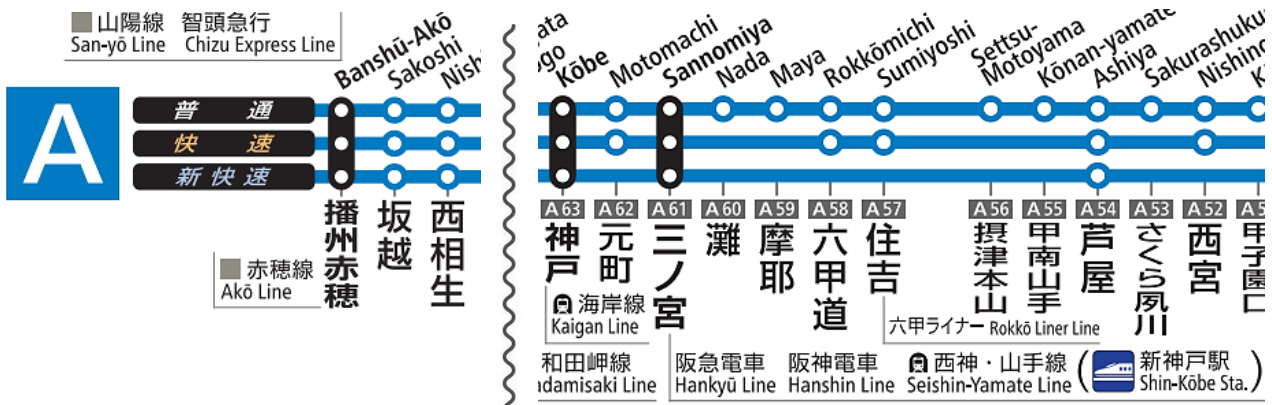 山陽線 智頭急行
San-yō Line Chizu Express Line
A
普通
快速
新快速
Banshū-Akō
Sakoshi
Kōbe
Motomachi
Sannomiya
Nada
Maya
Rokkōmichi
Sumiyoshi
Settsu-
Motoyama
Kōnan-yamate
Ashiya
A63
A62
A61
A60
A59
A58
A57
A56
A55
A54
A53
A52
播州赤穂
坂越
西相生
神戸
元町
三ノ宮
灘
摩耶
六甲道
住吉
摂津本山
甲南山手
芦屋
さくら夙川
西宮
甲子園口
赤穂線
Akō Line
海岸線
Kaigan Line
六甲ライナー Rokkō Liner Line
和田岬線
阪急電車 阪神電車 西神・山手線 ( 新神戸駅 )
Hankyū Line Hanshin Line Seishin-Yamate Line Shin-Kōbe Sta.